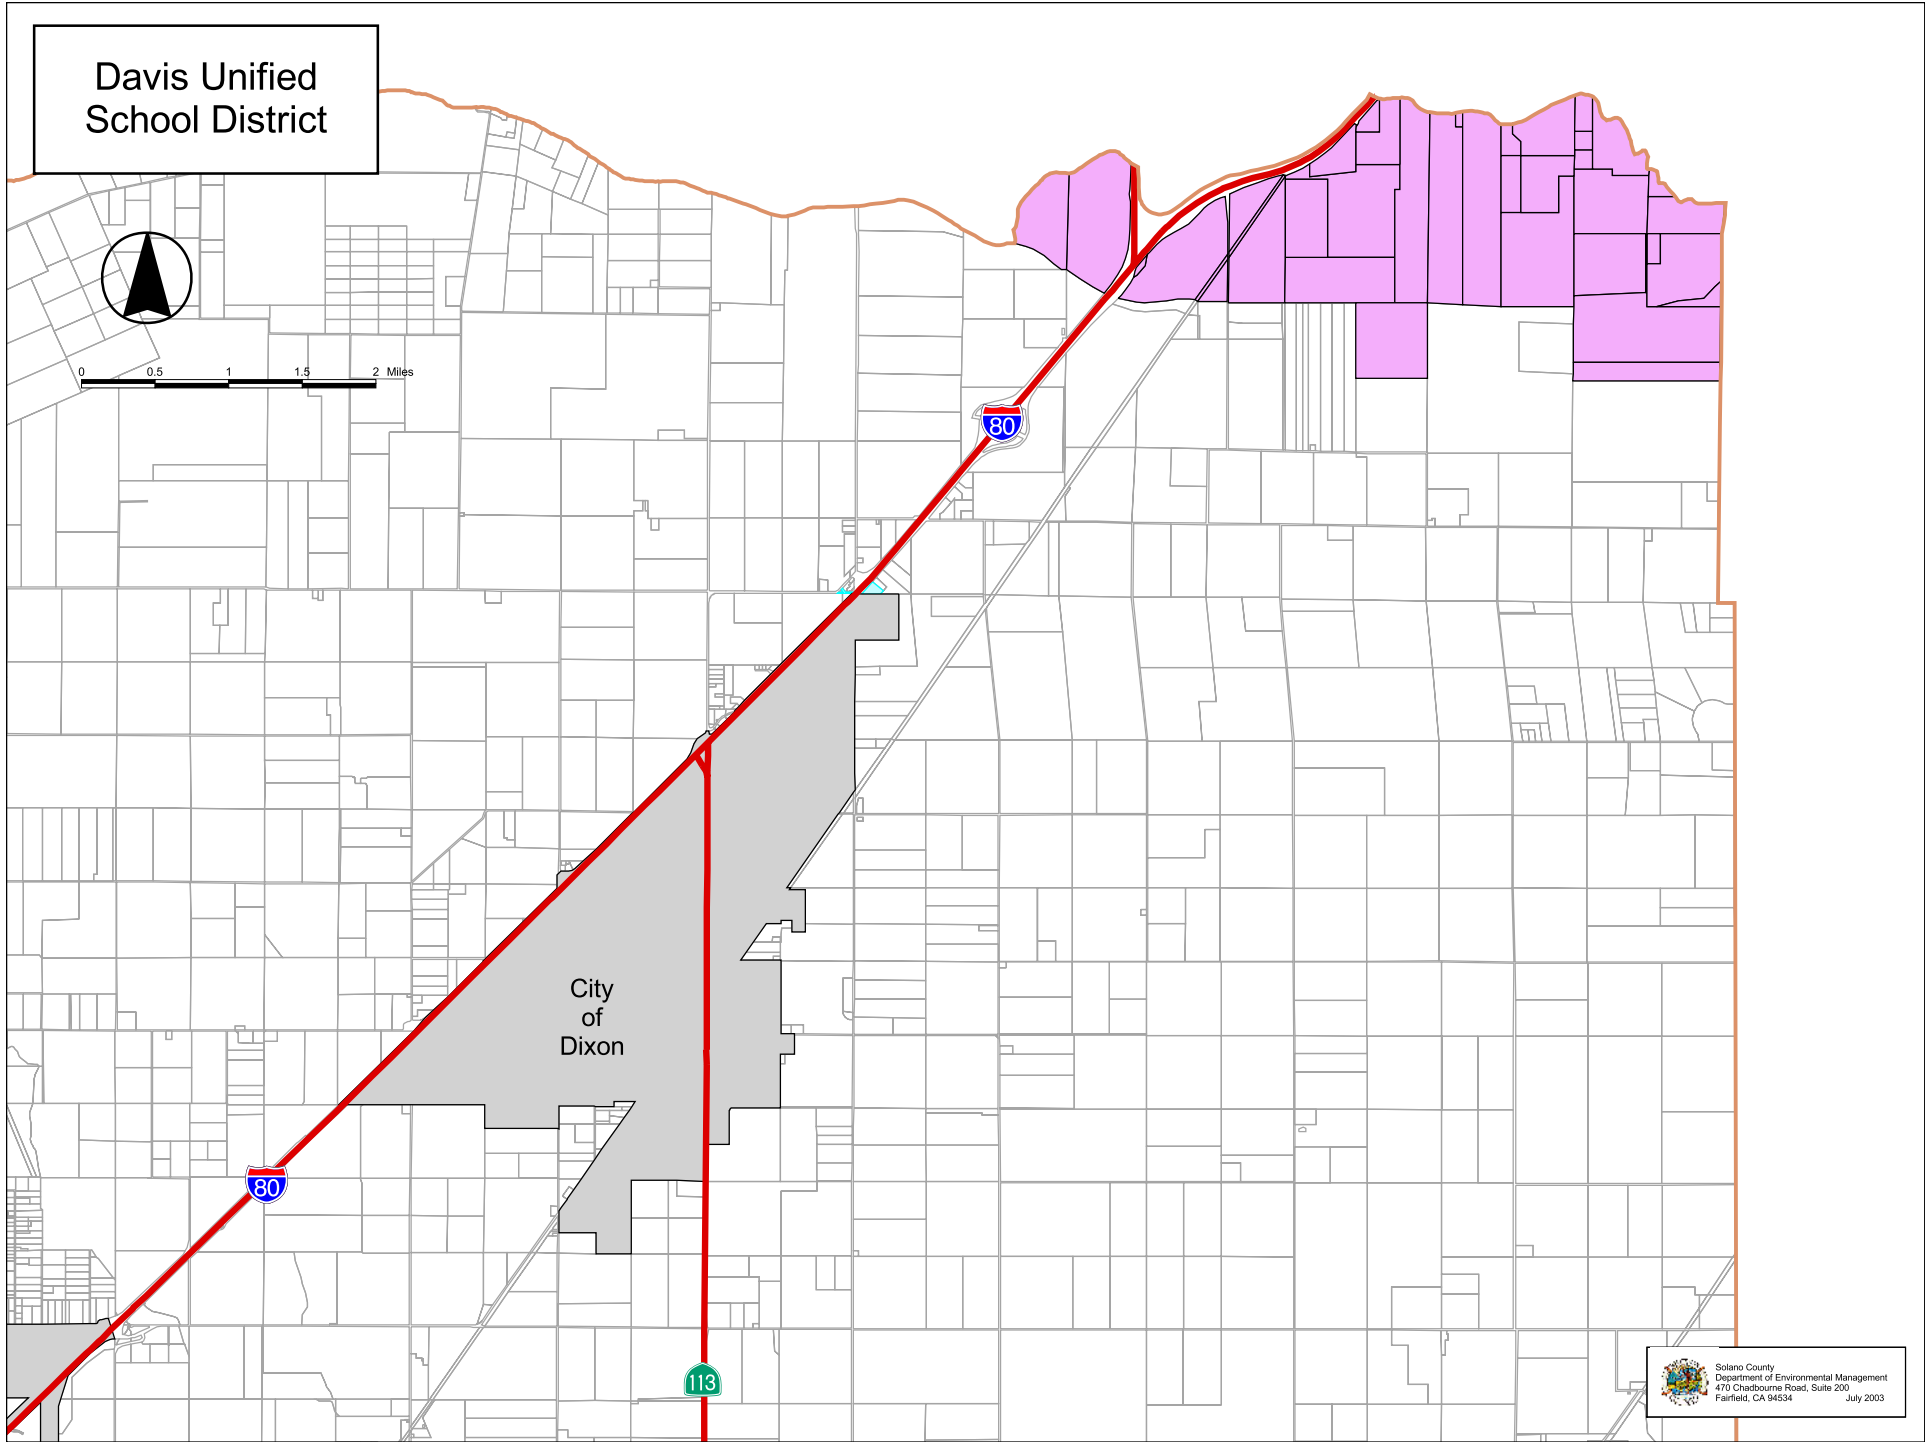 Davis Unified
School District
0 0.5 1 1.5 2 Miles
80
City
of
Dixon
80
113
Solano County
Department of Environmental Management
470 Chadbourne Road, Suite 200
Fairfield, CA 94534 July 2003